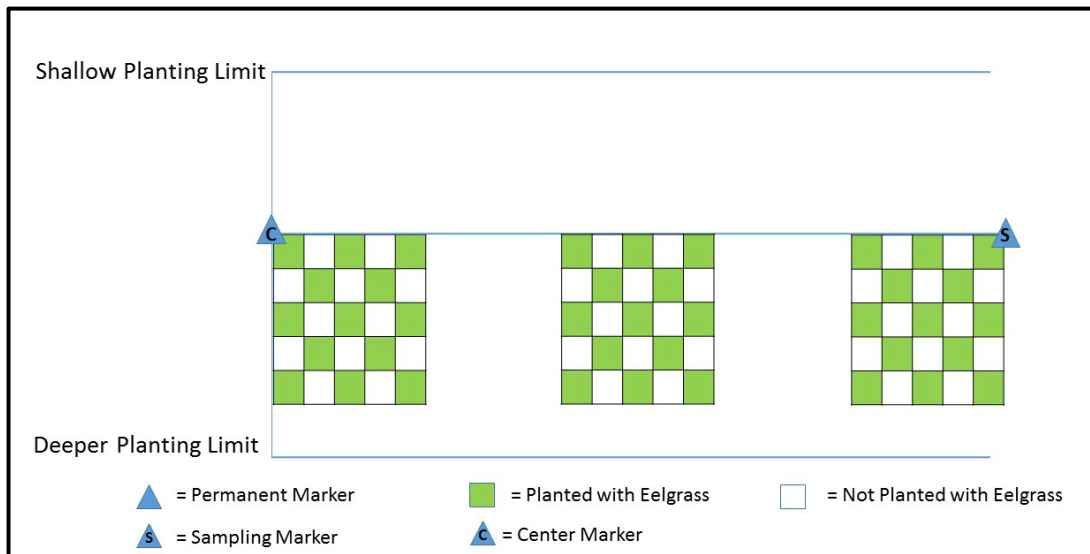 Shallow Planting Limit
C
S
Deeper Planting Limit
= Permanent Marker
= Planted with Eelgrass
= Not Planted with Eelgrass
S = Sampling Marker
C = Center Marker